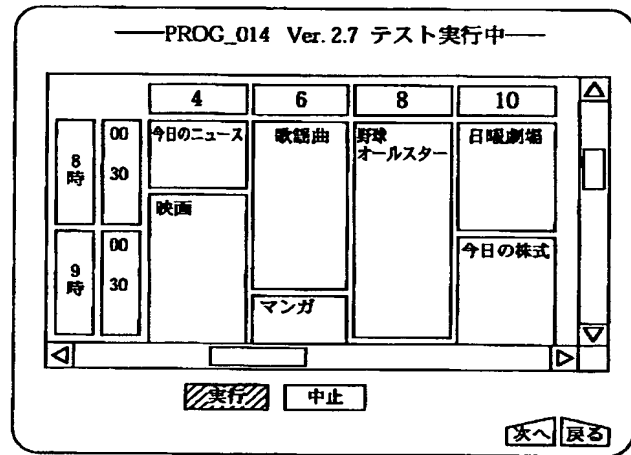 PROG_014 Ver. 2.7 テスト実行中
4 6 8 10
8時
00
30
今日のニュース
映画
歌謡曲
マンガ
野球
オールスター
日曜劇場
今日の株式
9時
00
30
実行 中止
次へ 戻る